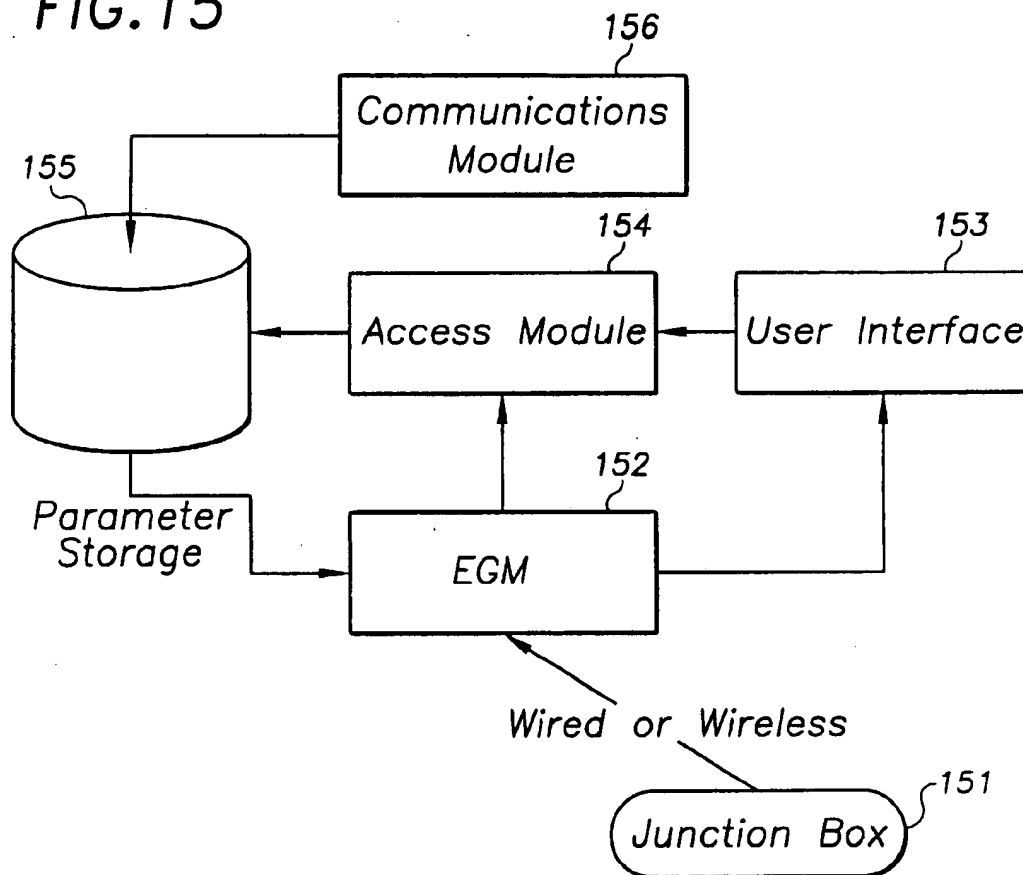 FIG.15
156
Communications
Module
155
154
153
Access Module
User Interface
152
Parameter
Storage
EGM
Wired or Wireless
151
Junction Box